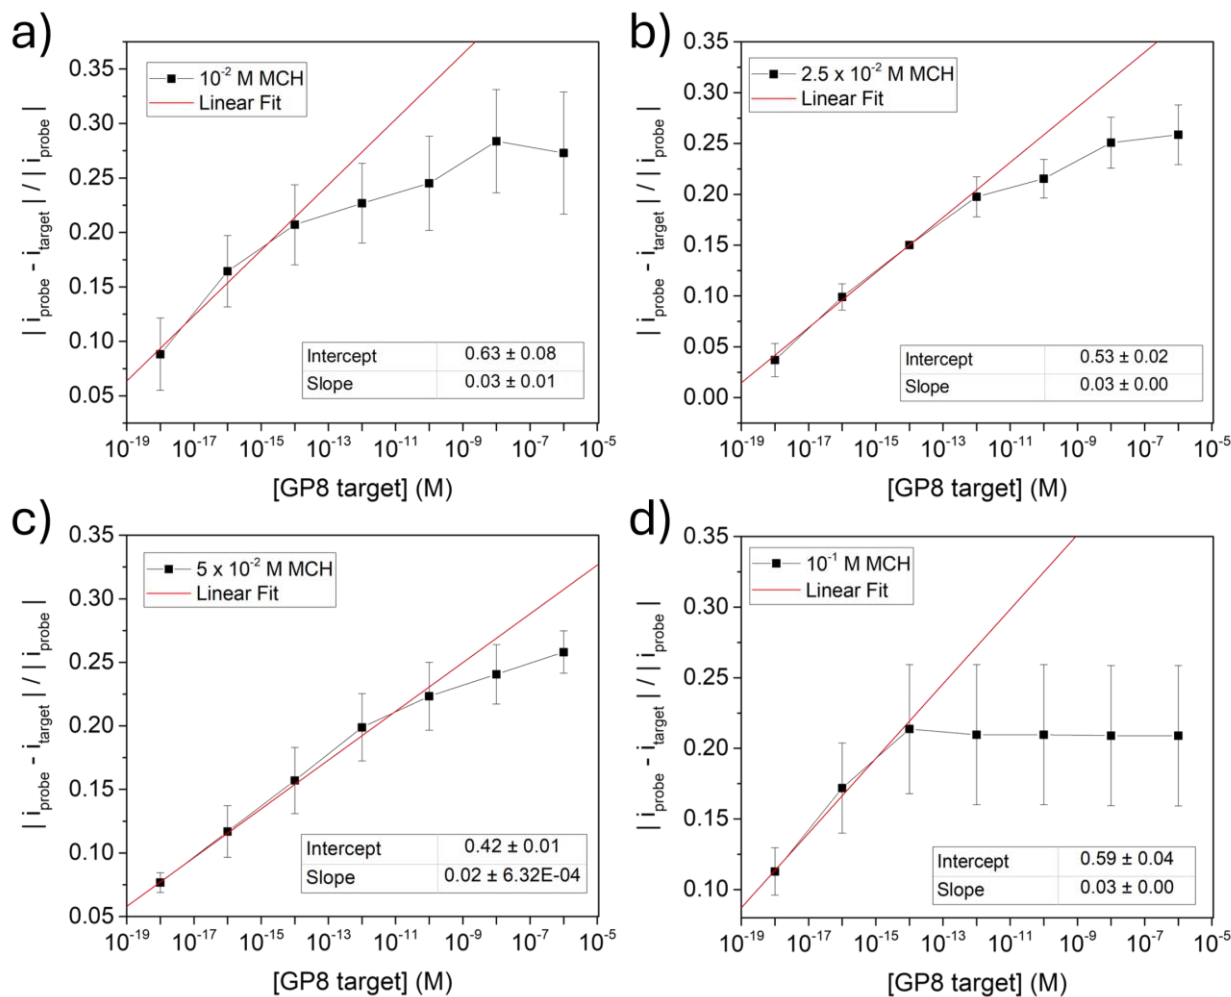 a)
0.35
0.30
0.25
0.20
0.15
0.10
0.05
| i_probe - i_target | / | i_probe |
10⁻² M MCH
Linear Fit
Intercept 0.63 ± 0.08
Slope 0.03 ± 0.01
10⁻¹⁹ 10⁻¹⁷ 10⁻¹⁵ 10⁻¹³ 10⁻¹¹ 10⁻⁹ 10⁻⁷ 10⁻⁵
[GP8 target] (M)
b)
0.35
0.30
0.25
0.20
0.15
0.10
0.05
0.00
| i_probe - i_target | / | i_probe |
2.5 x 10⁻² M MCH
Linear Fit
Intercept 0.53 ± 0.02
Slope 0.03 ± 0.00
10⁻¹⁹ 10⁻¹⁷ 10⁻¹⁵ 10⁻¹³ 10⁻¹¹ 10⁻⁹ 10⁻⁷ 10⁻⁵
[GP8 target] (M)
c)
0.35
0.30
0.25
0.20
0.15
0.10
0.05
| i_probe - i_target | / | i_probe |
5 x 10⁻² M MCH
Linear Fit
Intercept 0.42 ± 0.01
Slope 0.02 ± 6.32E-04
10⁻¹⁹ 10⁻¹⁷ 10⁻¹⁵ 10⁻¹³ 10⁻¹¹ 10⁻⁹ 10⁻⁷ 10⁻⁵
[GP8 target] (M)
d)
0.35
0.30
0.25
0.20
0.15
0.10
| i_probe - i_target | / | i_probe |
10⁻¹ M MCH
Linear Fit
Intercept 0.59 ± 0.04
Slope 0.03 ± 0.00
10⁻¹⁹ 10⁻¹⁷ 10⁻¹⁵ 10⁻¹³ 10⁻¹¹ 10⁻⁹ 10⁻⁷ 10⁻⁵
[GP8 target] (M)